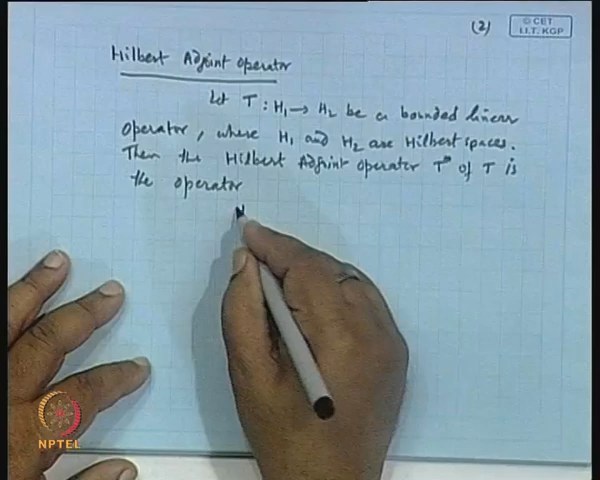 (2)
© CET
I.I.T. KGP
Hilbert Adjoint Operator
Let T : H₁ → H₂ be a bounded linear
operator, where H₁ and H₂ are Hilbert spaces.
Then the Hilbert Adjoint operator T* of T is
the operator
NPTEL